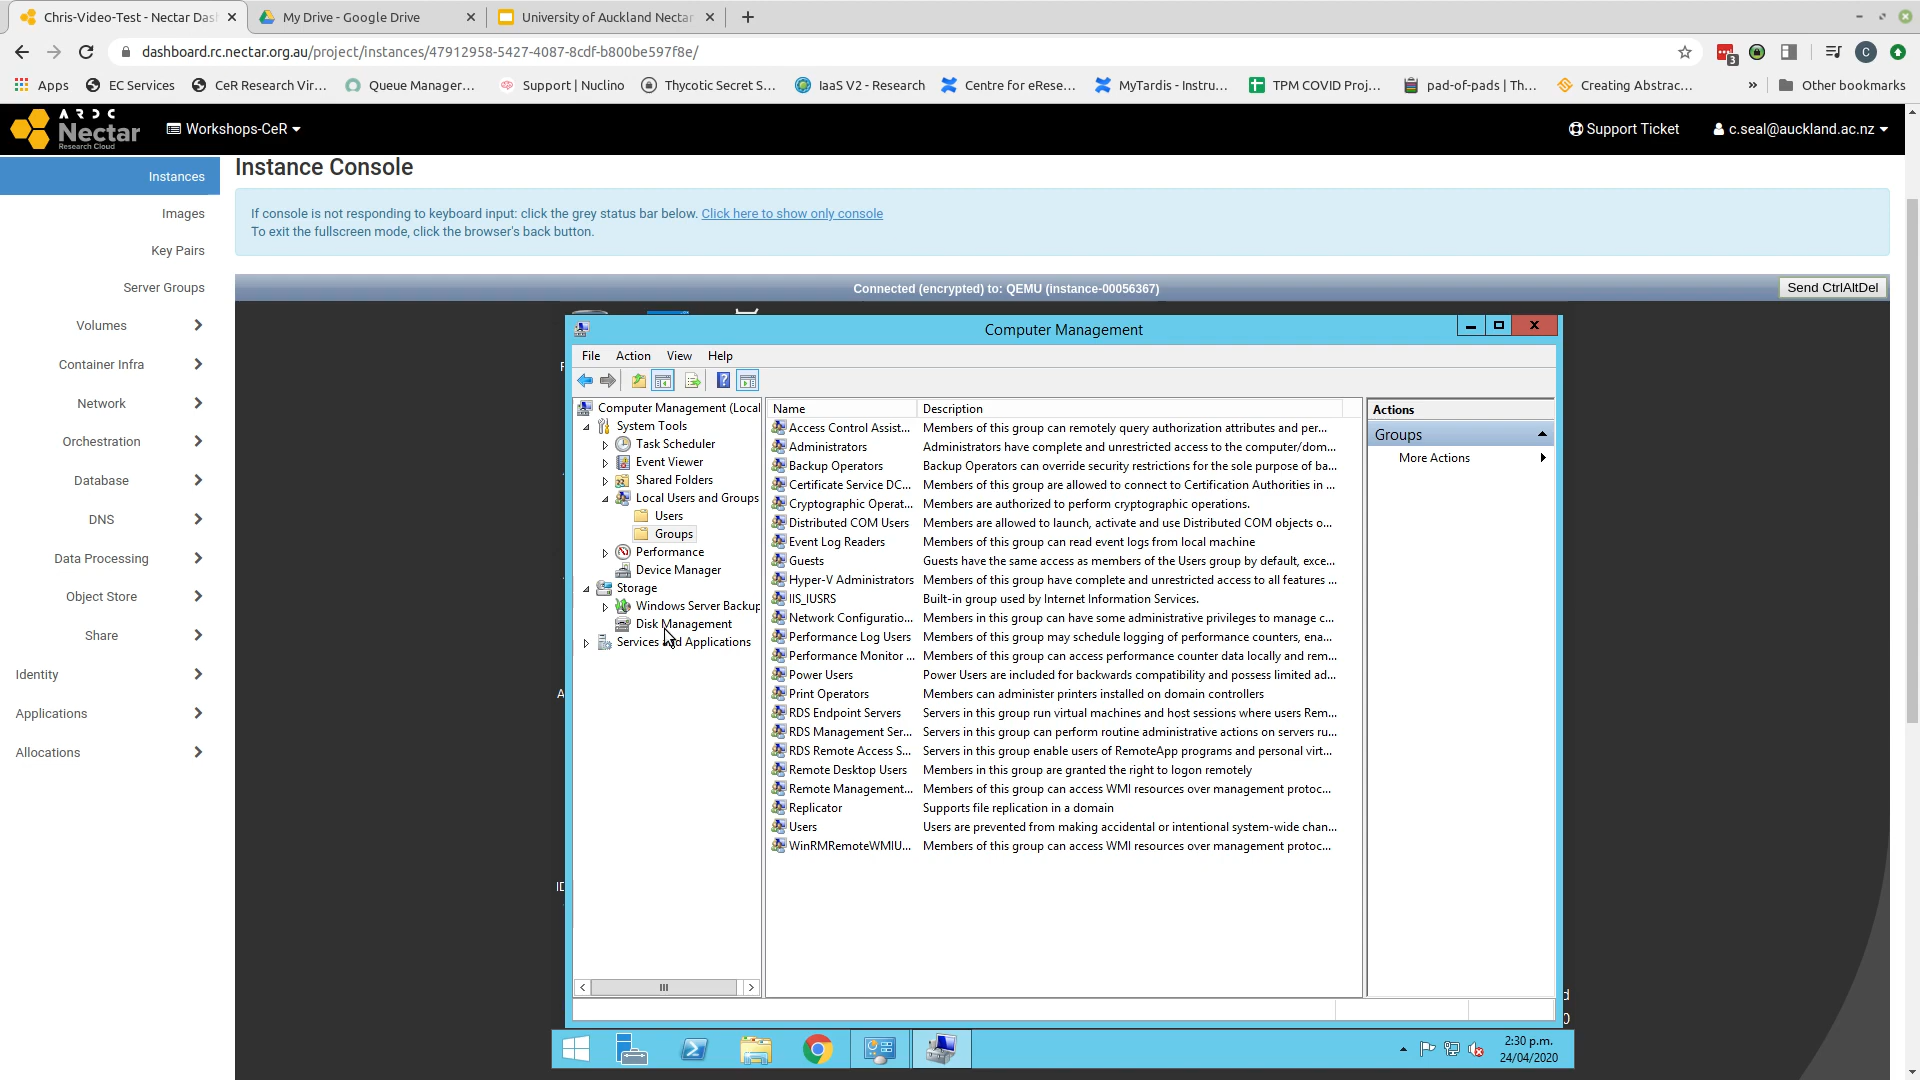 Chris-Video-Test - Nectar Das
My Drive - Google Drive
University of Auckland Nectar
dashboard.rc.nectar.org.au/project/instances/47912958-5427-4087-8cdf-b800be597f8e/
3
C
Apps
EC Services
CeR Research Vir...
Queue Manager...
Support | Nuclino
Thycotic Secret S...
IaaS V2 - Research
Centre for eRese...
MyTardis - Instru...
TPM COVID Proj...
pad-of-pads | Th...
Creating Abstrac...
»
Other bookmarks
Nectar
Research Cloud
Workshops-CeR
Support Ticket
c.seal@auckland.ac.nz
Instances
Images
Key Pairs
Server Groups
Volumes
Container Infra
Network
Orchestration
Database
DNS
Data Processing
Object Store
Share
Identity
Applications
Allocations
Instance Console
If console is not responding to keyboard input: click the grey status bar below. Click here to show only console
To exit the fullscreen mode, click the browser's back button.
Connected (encrypted) to: QEMU (instance-00056367)
Send CtrlAltDel
Computer Management
File
Action
View
Help
Computer Management (Local
System Tools
Task Scheduler
Event Viewer
Shared Folders
Local Users and Groups
Users
Groups
Performance
Device Manager
Storage
Windows Server Backup
Disk Management
Services and Applications
Name
Description
Access Control Assist... Members of this group can remotely query authorization attributes and per...
Administrators Administrators have complete and unrestricted access to the computer/dom...
Backup Operators Backup Operators can override security restrictions for the sole purpose of ba...
Certificate Service DC... Members of this group are allowed to connect to Certification Authorities in ...
Cryptographic Operat... Members are authorized to perform cryptographic operations.
Distributed COM Users Members are allowed to launch, activate and use Distributed COM objects o...
Event Log Readers Members of this group can read event logs from local machine
Guests Guests have the same access as members of the Users group by default, exce...
Hyper-V Administrators Members of this group have complete and unrestricted access to all features ...
IIS_IUSRS Built-in group used by Internet Information Services.
Network Configuratio... Members in this group can have some administrative privileges to manage c...
Performance Log Users Members of this group may schedule logging of performance counters, ena...
Performance Monitor ... Members of this group can access performance counter data locally and rem...
Power Users Power Users are included for backwards compatibility and possess limited ad...
Print Operators Members can administer printers installed on domain controllers
RDS Endpoint Servers Servers in this group run virtual machines and host sessions where users Rem...
RDS Management Ser... Servers in this group can perform routine administrative actions on servers ru...
RDS Remote Access S... Servers in this group enable users of RemoteApp programs and personal virt...
Remote Desktop Users Members in this group are granted the right to logon remotely
Remote Management... Members of this group can access WMI resources over management protoc...
Replicator Supports file replication in a domain
Users Users are prevented from making accidental or intentional system-wide chan...
WinRMRemoteWMIU... Members of this group can access WMI resources over management protoc...
Actions
Groups
More Actions
2:30 p.m.
24/04/2020